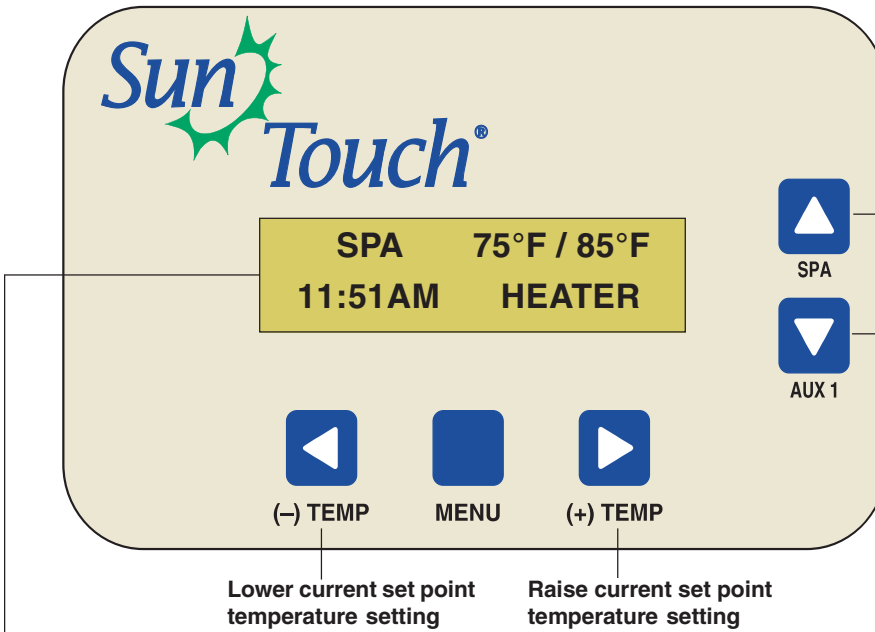 Sun
Touch®
SPA 75°F / 85°F
11:51AM HEATER
SPA
AUX 1
(–) TEMP MENU (+) TEMP
Lower current set point
temperature setting
Raise current set point
temperature setting